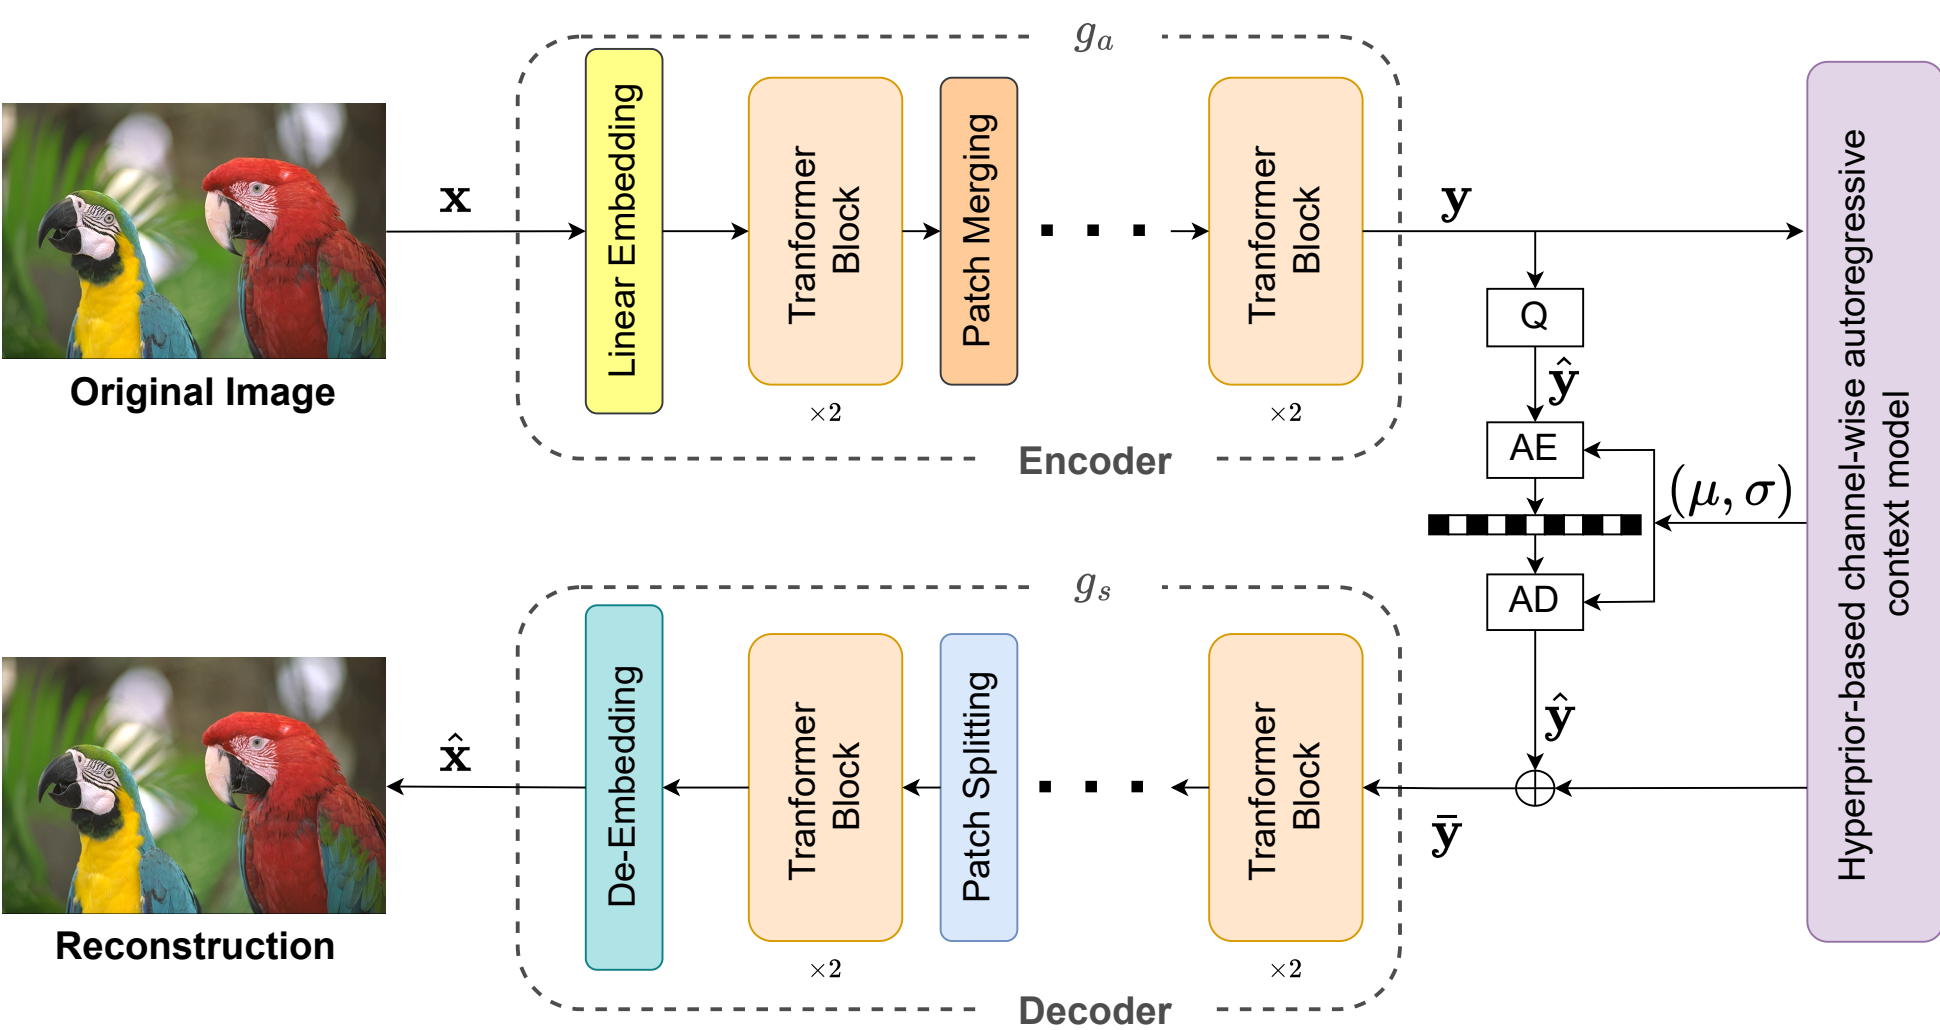 g_a
Linear Embedding
Tranformer
Block
×2
Patch Merging
Tranformer
Block
×2
Encoder
x
Original Image
y
Q
ŷ
AE
(μ, σ)
AD
ŷ
Hyperprior-based channel-wise autoregressive
context model
g_s
De-Embedding
Tranformer
Block
×2
Patch Splitting
Tranformer
Block
×2
Decoder
ȳ
x̂
Reconstruction